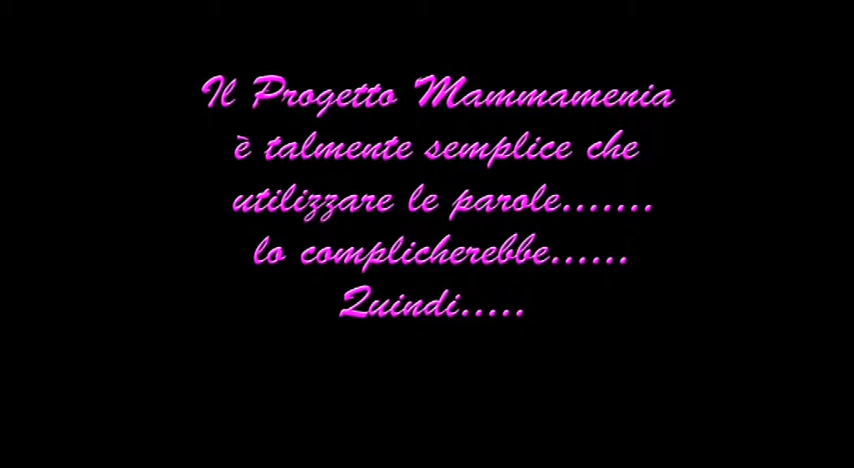 Il Progetto Mammamenia
è talmente semplice che
utilizzare le parole.......
lo complicherebbe......
Quindi.....